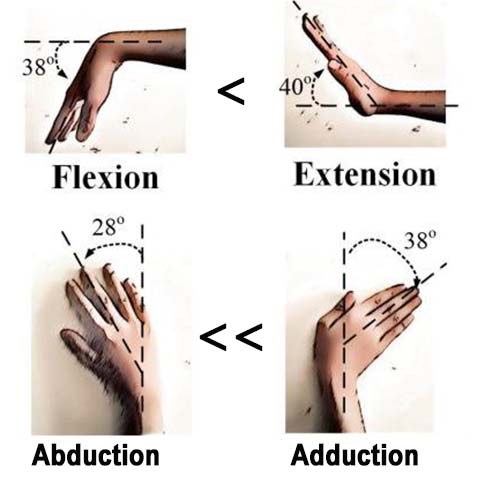 38°
<
40°
Flexion
Extension
28°
38°
<<
Abduction
Adduction